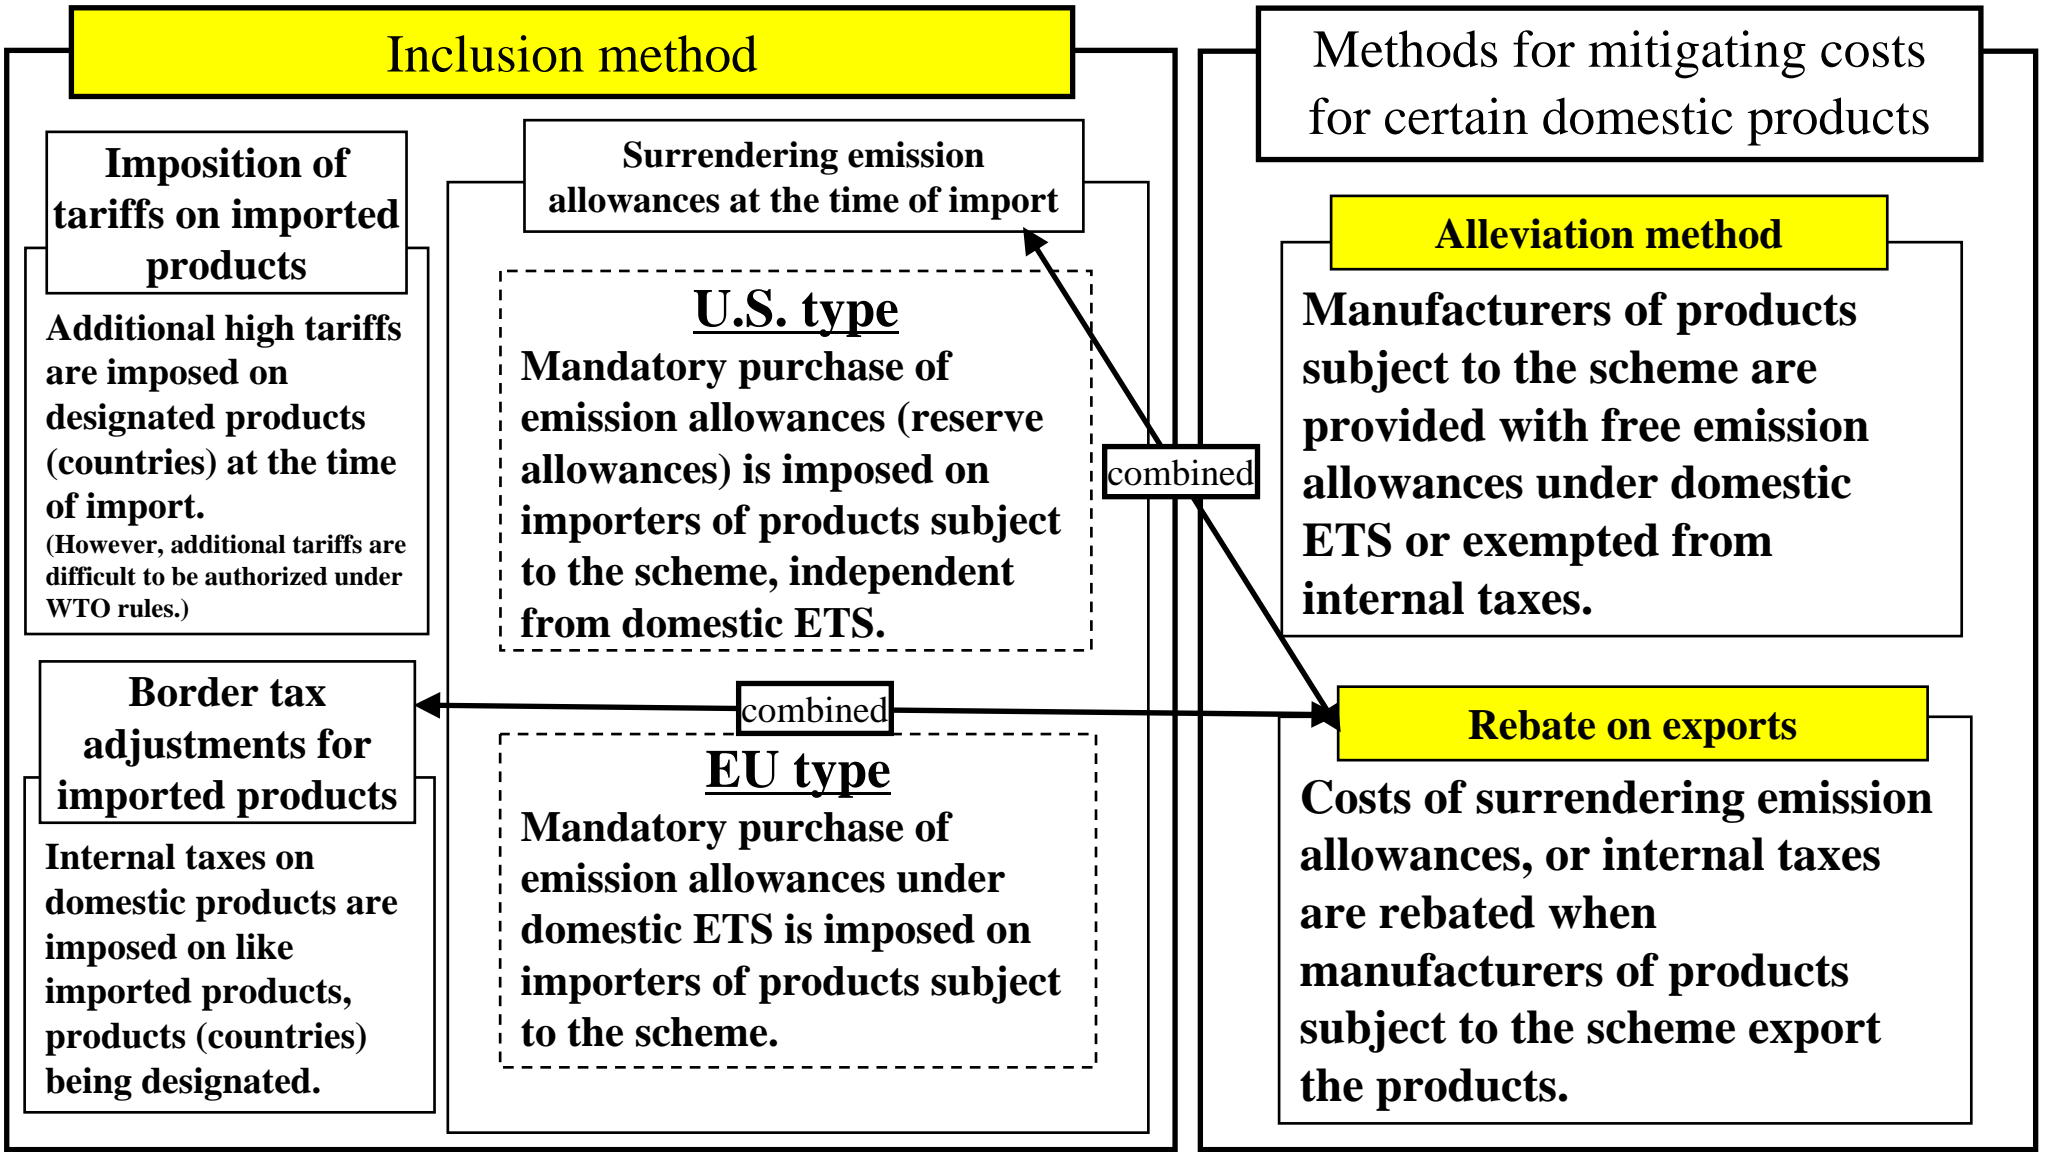 Inclusion method
Imposition of
tariffs on imported
products
Additional high tariffs
are imposed on
designated products
(countries) at the time
of import.
(However, additional tariffs are
difficult to be authorized under
WTO rules.)
Border tax
adjustments for
imported products
Internal taxes on
domestic products are
imposed on like
imported products,
products (countries)
being designated.
Surrendering emission
allowances at the time of import
U.S. type
Mandatory purchase of
emission allowances (reserve
allowances) is imposed on
importers of products subject
to the scheme, independent
from domestic ETS.
combined
EU type
Mandatory purchase of
emission allowances under
domestic ETS is imposed on
importers of products subject
to the scheme.
combined
Methods for mitigating costs
for certain domestic products
Alleviation method
Manufacturers of products
subject to the scheme are
provided with free emission
allowances under domestic
ETS or exempted from
internal taxes.
Rebate on exports
Costs of surrendering emission
allowances, or internal taxes
are rebated when
manufacturers of products
subject to the scheme export
the products.